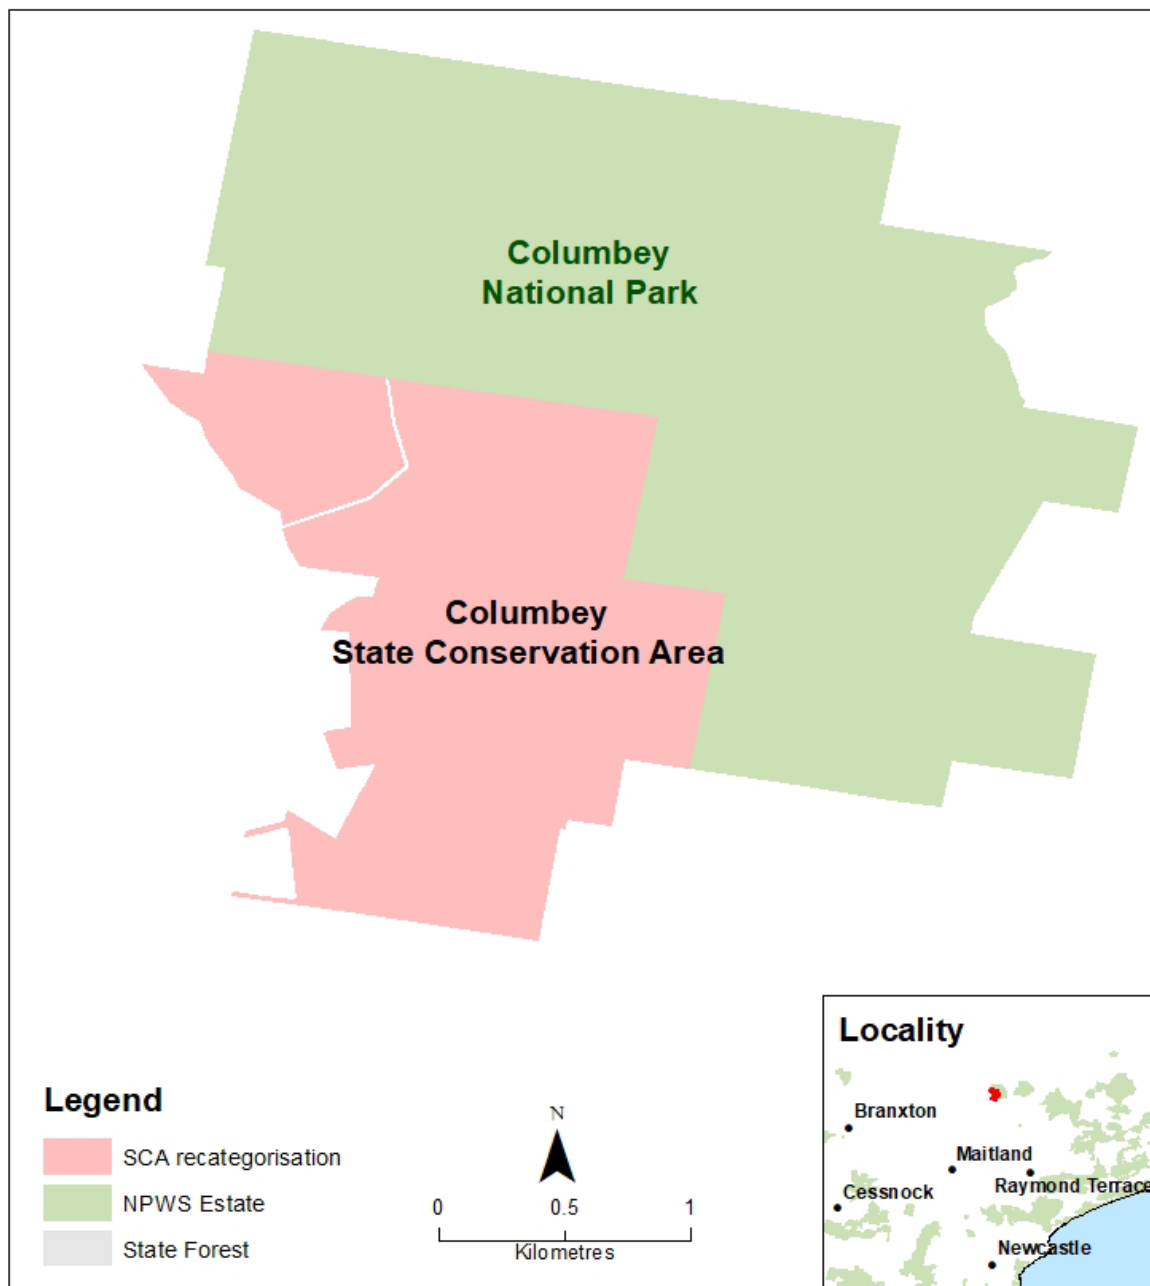 Columbey
National Park
Columbey
State Conservation Area
Legend
SCA recategorisation
NPWS Estate
State Forest
N
0 0.5 1
Kilometres
Locality
Branxton
Maitland
Raymond Terrace
Cessnock
Newcastle